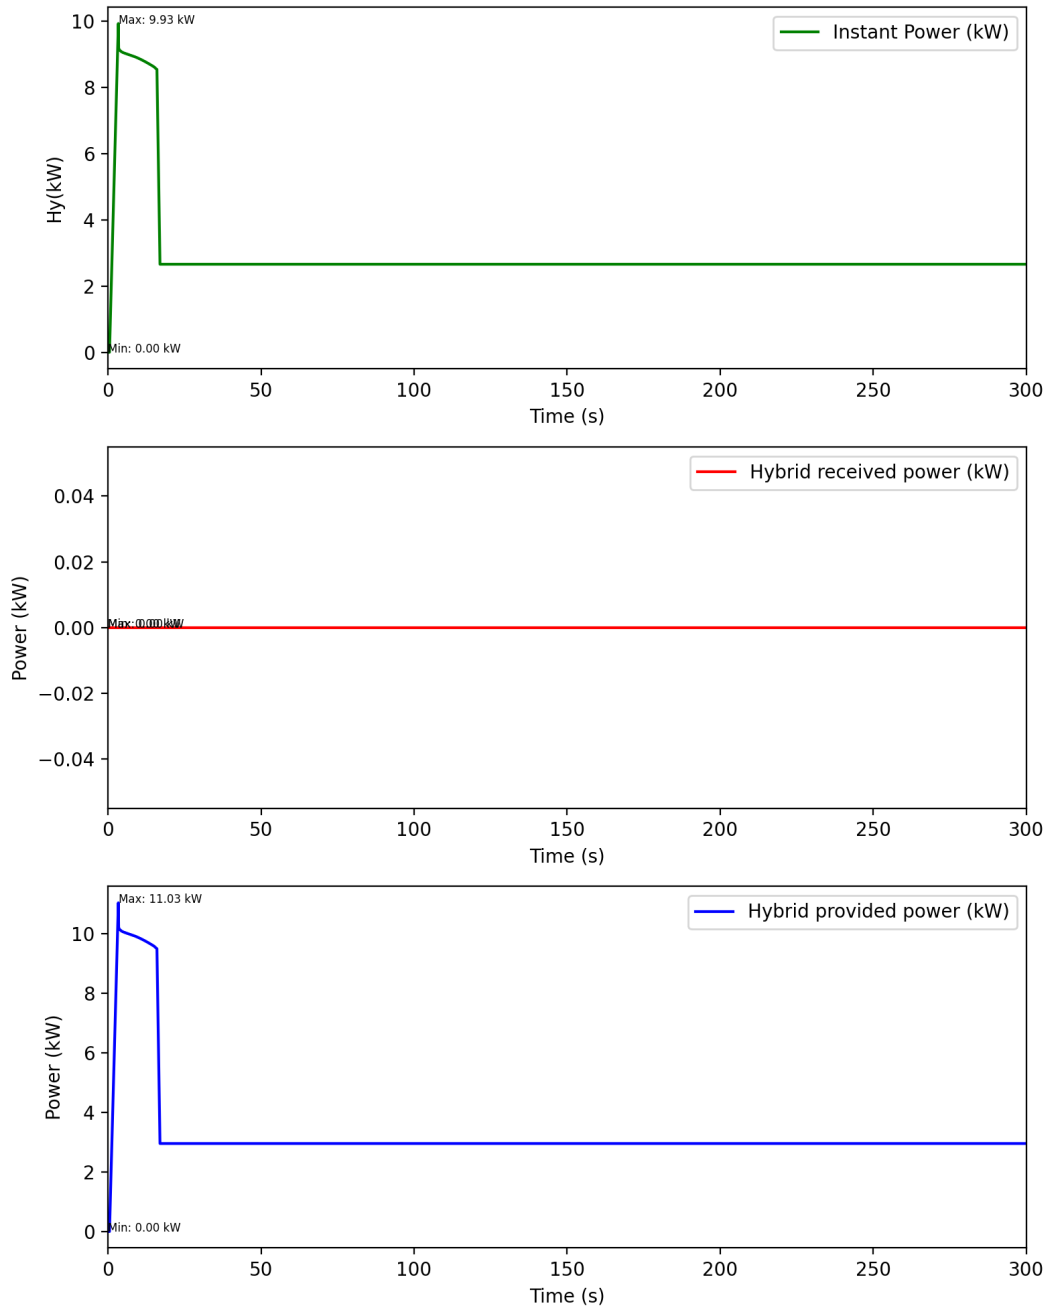 Max: 9.93 kW
Instant Power (kW)
10
8
6
4
2
0
Hy(kW)
Min: 0.00 kW
0 50 100 150 200 250 300
Time (s)
Hybrid received power (kW)
0.04
0.02
0.00
−0.02
−0.04
Power (kW)
0 50 100 150 200 250 300
Time (s)
Max: 11.03 kW
Hybrid provided power (kW)
10
8
6
4
2
0
Power (kW)
Min: 0.00 kW
0 50 100 150 200 250 300
Time (s)